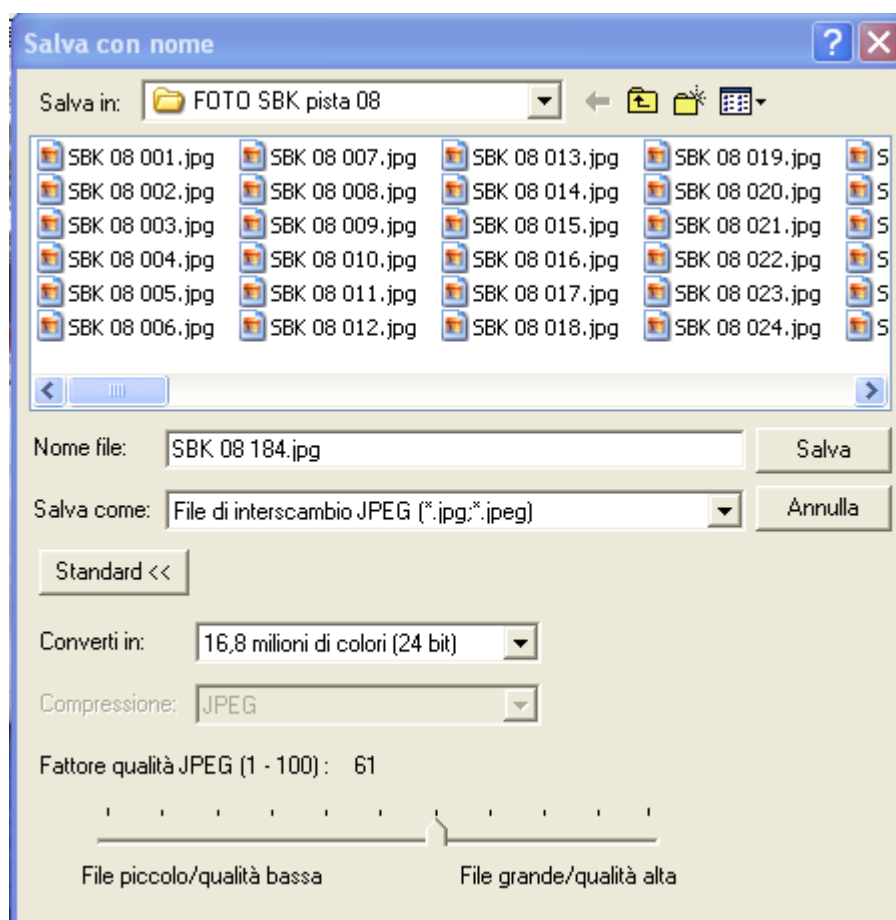 Salva con nome
Salva in: FOTO SBK pista 08
SBK 08 001.jpg SBK 08 007.jpg SBK 08 013.jpg SBK 08 019.jpg S
SBK 08 002.jpg SBK 08 008.jpg SBK 08 014.jpg SBK 08 020.jpg S
SBK 08 003.jpg SBK 08 009.jpg SBK 08 015.jpg SBK 08 021.jpg S
SBK 08 004.jpg SBK 08 010.jpg SBK 08 016.jpg SBK 08 022.jpg S
SBK 08 005.jpg SBK 08 011.jpg SBK 08 017.jpg SBK 08 023.jpg S
SBK 08 006.jpg SBK 08 012.jpg SBK 08 018.jpg SBK 08 024.jpg S
Nome file: SBK 08 184.jpg Salva
Salva come: File di interscambio JPEG (*.jpg;*.jpeg) Annulla
Standard <<
Converti in: 16,8 milioni di colori (24 bit)
Compressione: JPEG
Fattore qualità JPEG (1 - 100) : 61
File piccolo/qualità bassa File grande/qualità alta